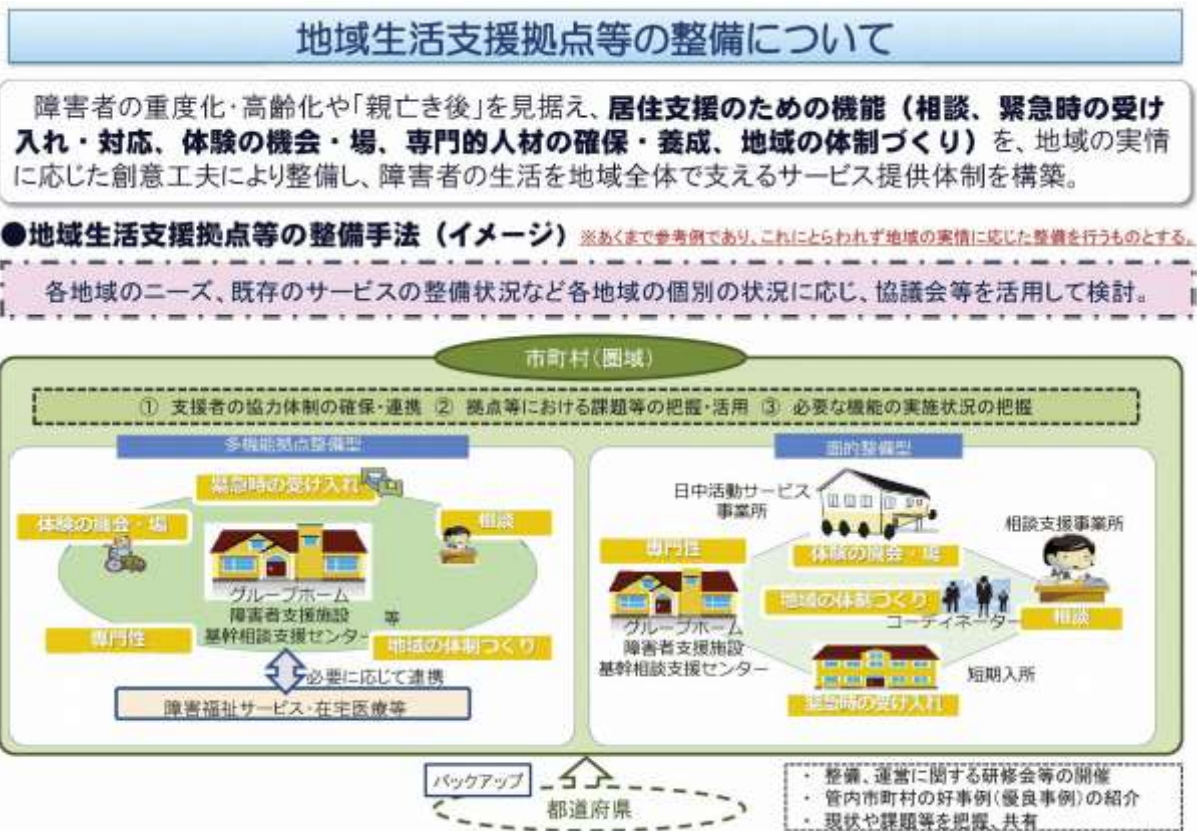 地域生活支援拠点等の整備について
障害者の重度化・高齢化や「親亡き後」を見据え、居住支援のための機能（相談、緊急時の受け
入れ・対応、体験の機会・場、専門的人材の確保・養成、地域の体制づくり）を、地域の実情
に応じた創意工夫により整備し、障害者の生活を地域全体で支えるサービス提供体制を構築。
●地域生活支援拠点等の整備手法（イメージ）※あくまで参考例であり、これにとらわれず地域の実情に応じた整備を行うものとする。
各地域のニーズ、既存のサービスの整備状況など各地域の個別の状況に応じ、協議会等を活用して検討。
市町村（圏域）
① 支援者の協力体制の確保・連携 ② 拠点等における課題等の把握・活用 ③ 必要な機能の実施状況の把握
多機能拠点整備型
緊急時の受け入れ
体験の機会・場
相談
グループホーム
障害者支援施設 等
基幹相談支援センター
専門性
地域の体制づくり
必要に応じて連携
障害福祉サービス・在宅医療等
面的整備型
日中活動サービス
事業所
相談支援事業所
専門性
体験の機会・場
地域の体制づくり
コーディネーター
相談
グループホーム
障害者支援施設
基幹相談支援センター
短期入所
緊急時の受け入れ
バックアップ
都道府県
・ 整備、運営に関する研修会等の開催
・ 管内市町村の好事例（優良事例）の紹介
・ 現状や課題等を把握、共有